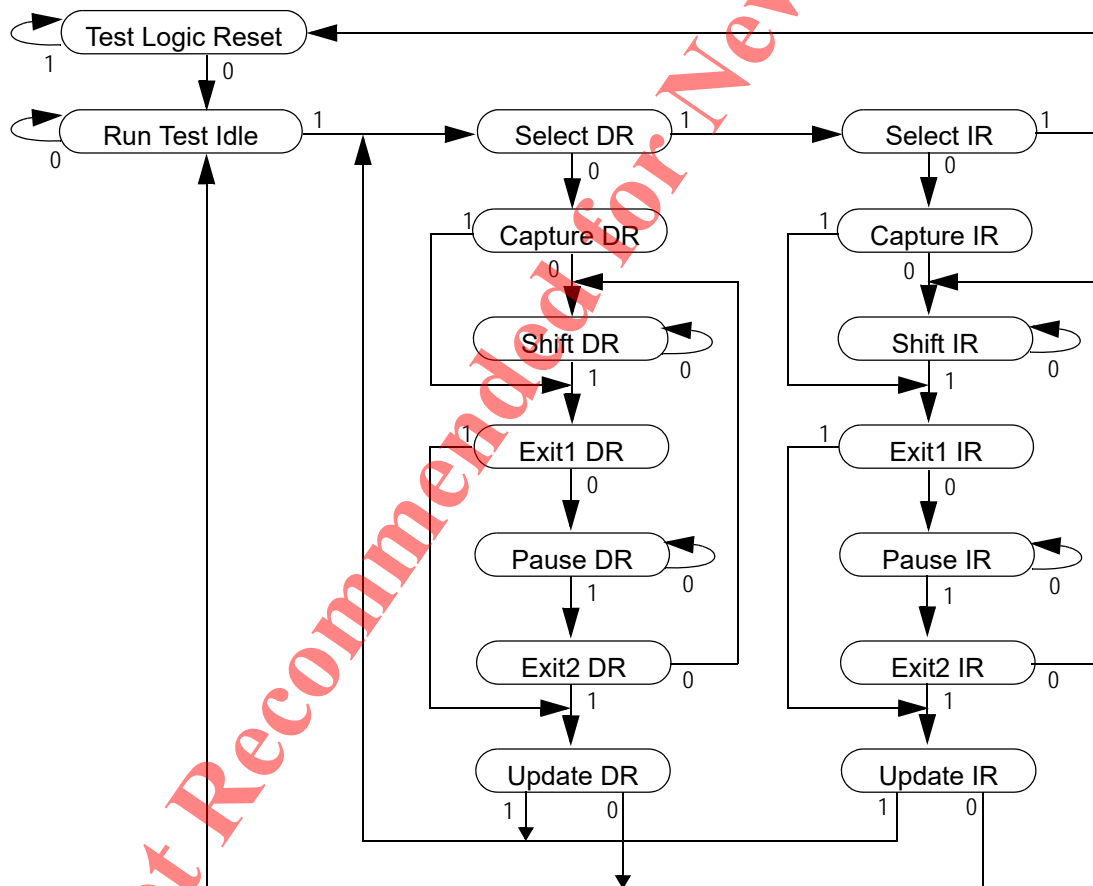 Test Logic Reset
1
0
Run Test Idle
0
1
Select DR
1
0
Select IR
1
0
Capture DR
1
0
Capture IR
1
0
Shift DR
0
1
Shift IR
0
1
Exit1 DR
1
0
Exit1 IR
1
0
Pause DR
0
1
Pause IR
0
1
Exit2 DR
0
1
Exit2 IR
0
1
Update DR
1
0
Update IR
1
0
Recommended for